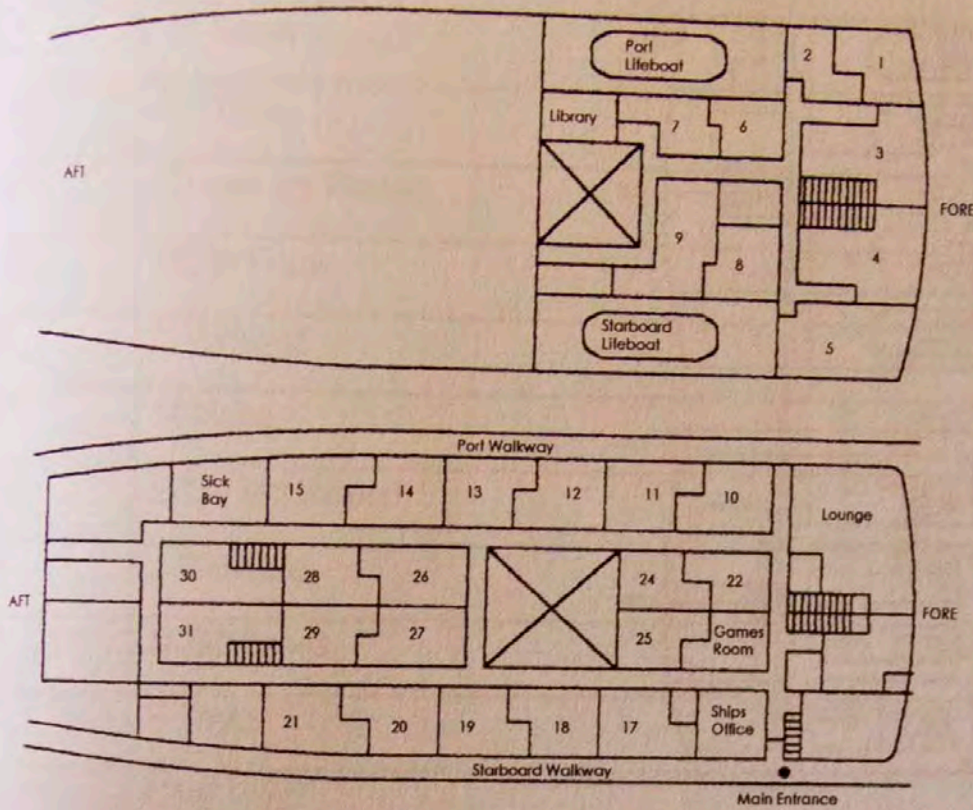 Port
Lifeboat
2
1
Library
7
6
3
AFT
FORE
9
8
4
Starboard
Lifeboat
5
Port Walkway
Sick
Bay
15
14
13
12
11
10
Lounge
30
28
26
24
22
AFT
FORE
31
29
27
25
Games
Room
21
20
19
18
17
Ships
Office
Starboard Walkway
Main Entrance